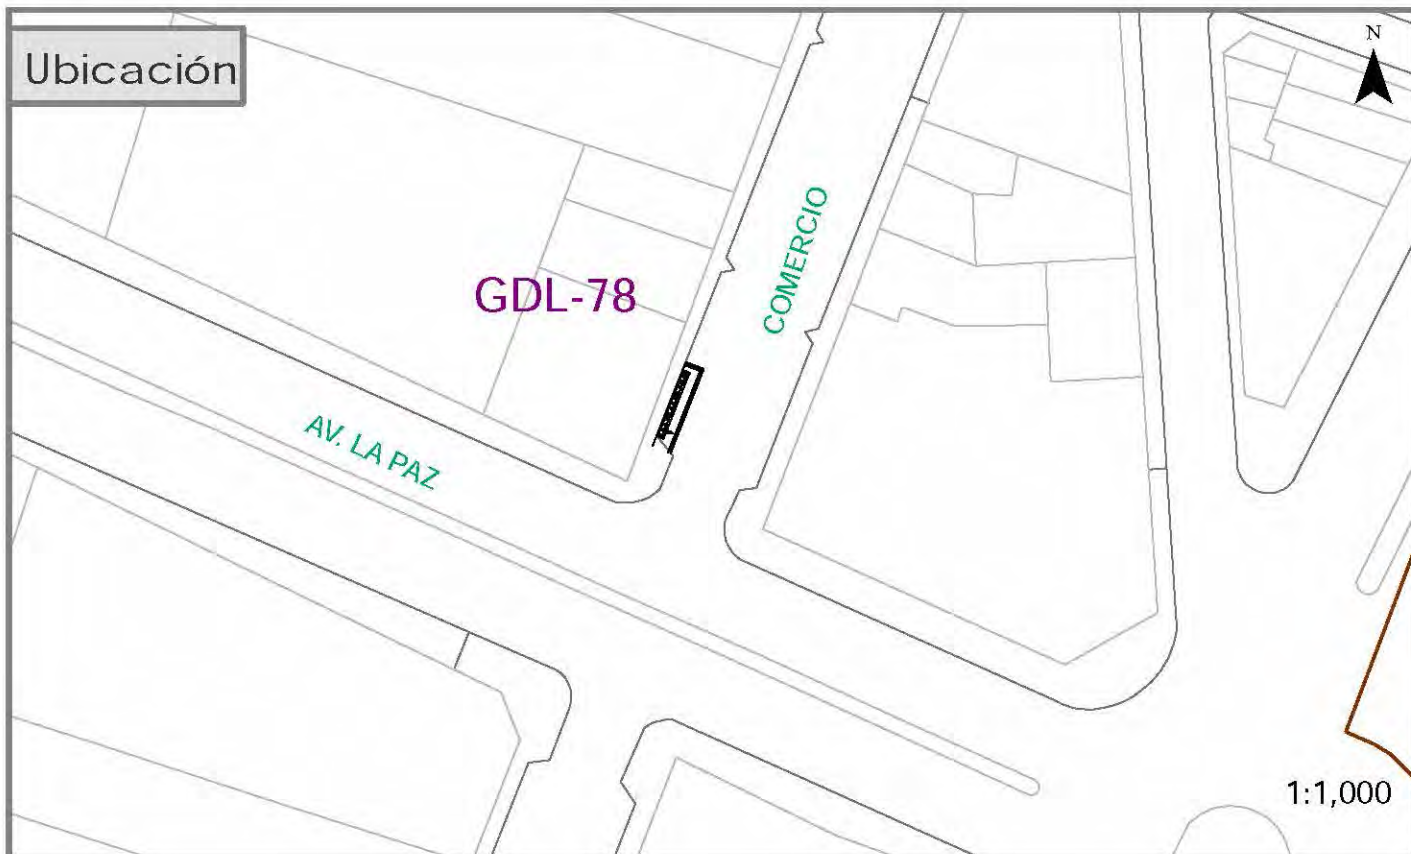 Ubicación
N
COMERCIO
GDL-78
AV. LA PAZ
1:1,000